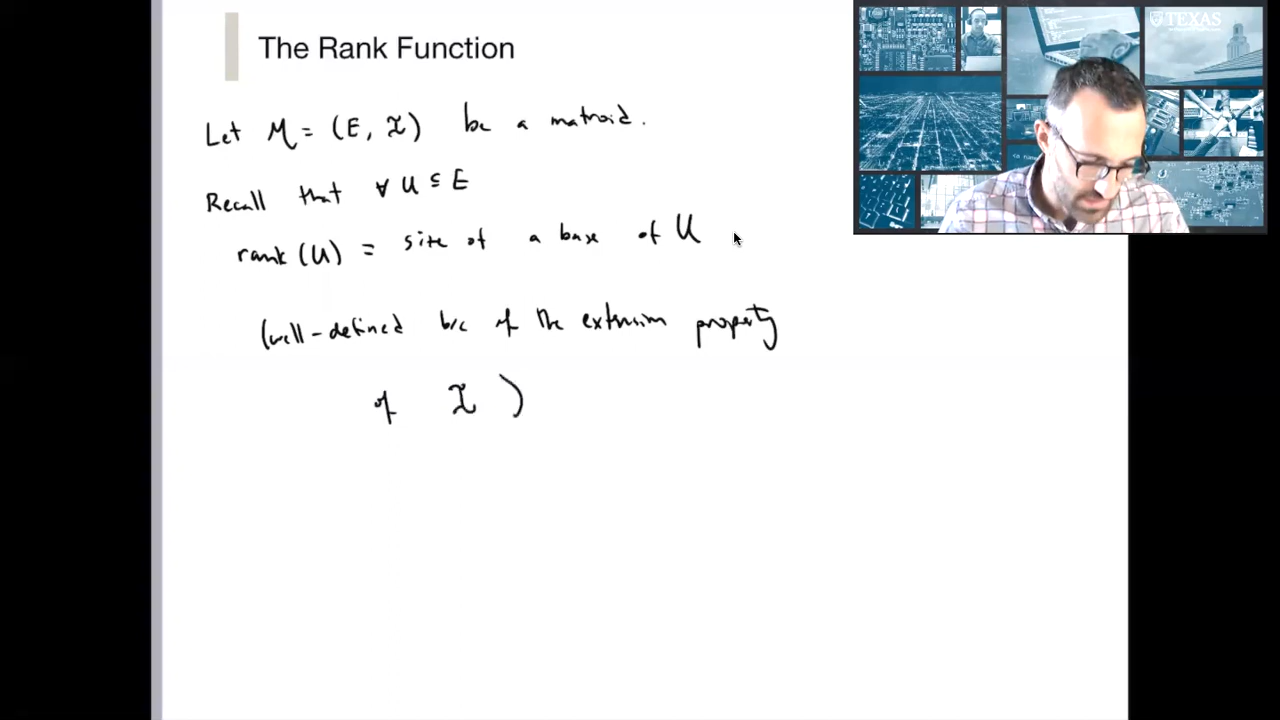 The Rank Function
TEXAS
Let M = (E, I) be a matroid.
Recall that ∀ U ⊆ E
rank(U) = size of a base of U
(well-defined b/c of the extension property
of I)